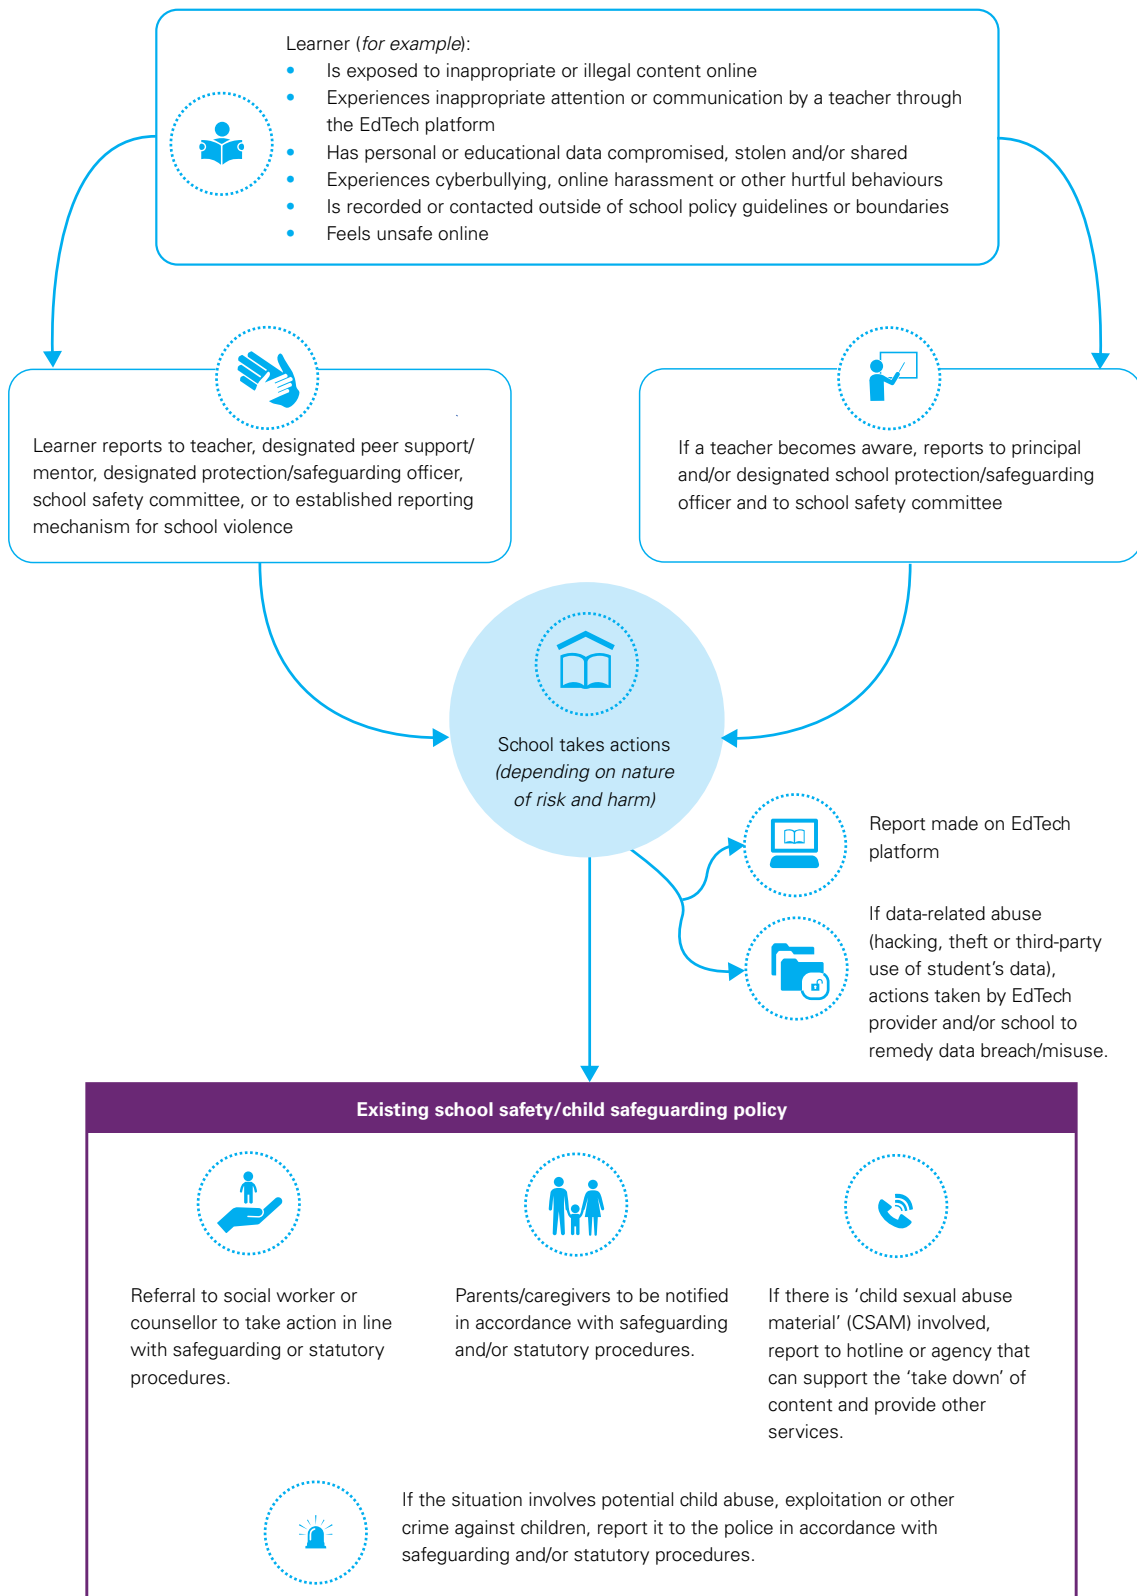 Learner (for example):
• Is exposed to inappropriate or illegal content online
• Experiences inappropriate attention or communication by a teacher through
the EdTech platform
• Has personal or educational data compromised, stolen and/or shared
• Experiences cyberbullying, online harassment or other hurtful behaviours
• Is recorded or contacted outside of school policy guidelines or boundaries
• Feels unsafe online
Learner reports to teacher, designated peer support/
mentor, designated protection/safeguarding officer,
school safety committee, or to established reporting
mechanism for school violence
If a teacher becomes aware, reports to principal
and/or designated school protection/safeguarding
officer and to school safety committee
School takes actions
(depending on nature
of risk and harm)
Report made on EdTech
platform
If data-related abuse
(hacking, theft or third-party
use of student’s data),
actions taken by EdTech
provider and/or school to
remedy data breach/misuse.
Existing school safety/child safeguarding policy
Referral to social worker or
counsellor to take action in line
with safeguarding or statutory
procedures.
Parents/caregivers to be notified
in accordance with safeguarding
and/or statutory procedures.
If there is ‘child sexual abuse
material’ (CSAM) involved,
report to hotline or agency that
can support the ‘take down’ of
content and provide other
services.
If the situation involves potential child abuse, exploitation or other
crime against children, report it to the police in accordance with
safeguarding and/or statutory procedures.